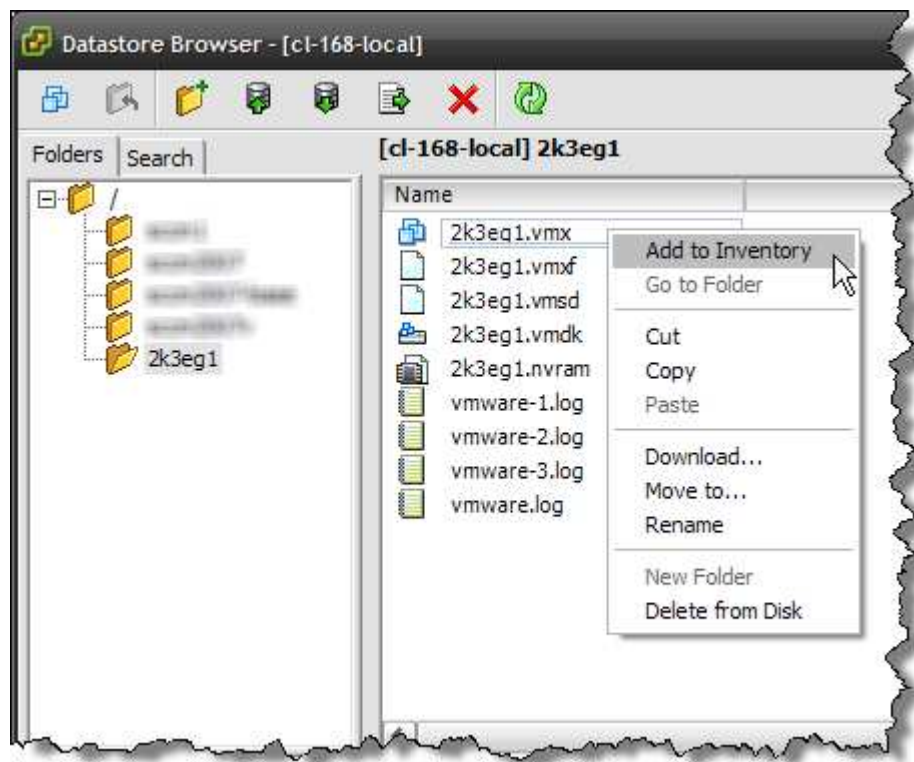 Datastore Browser - [cl-168-local]
Folders
Search
[cl-168-local] 2k3eg1
/
2k3eg1
Name
2k3eg1.vmx
2k3eg1.vmxf
2k3eg1.vmsd
2k3eg1.vmdk
2k3eg1.nvram
vmware-1.log
vmware-2.log
vmware-3.log
vmware.log
Add to Inventory
Go to Folder
Cut
Copy
Paste
Download...
Move to...
Rename
New Folder
Delete from Disk